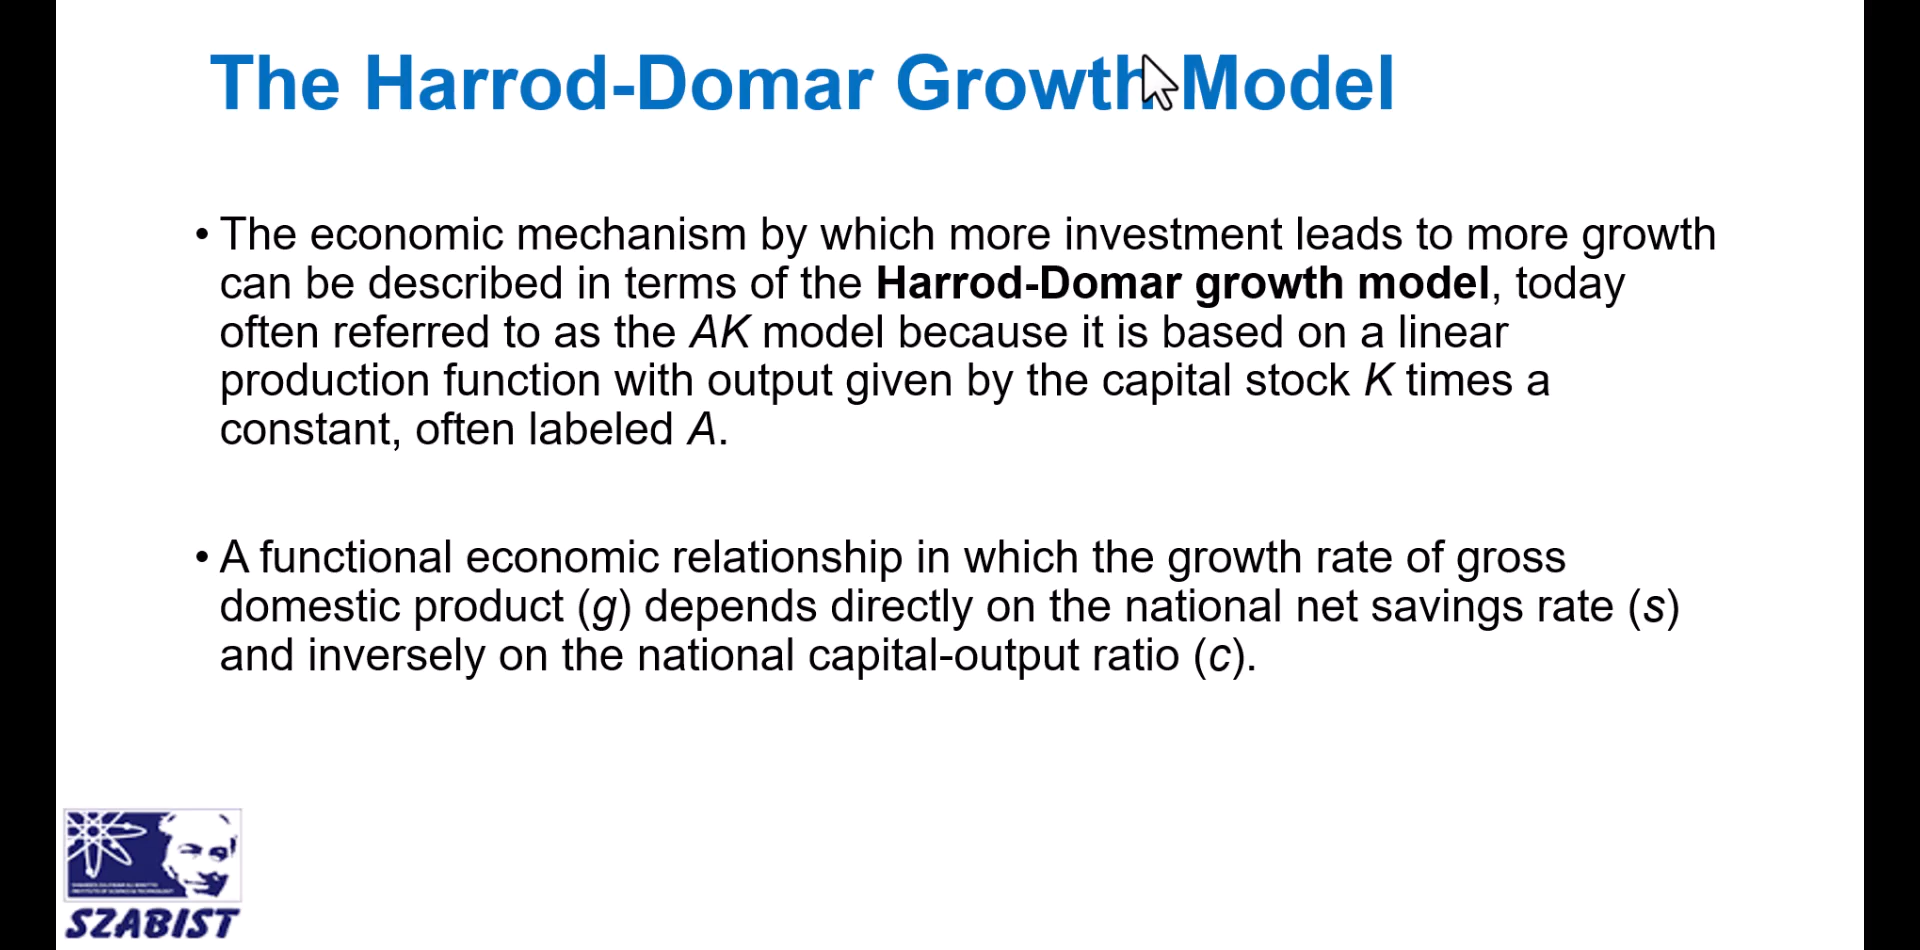 The Harrod-Domar Growth Model
• The economic mechanism by which more investment leads to more growth
can be described in terms of the Harrod-Domar growth model, today
often referred to as the AK model because it is based on a linear
production function with output given by the capital stock K times a
constant, often labeled A.
• A functional economic relationship in which the growth rate of gross
domestic product (g) depends directly on the national net savings rate (s)
and inversely on the national capital-output ratio (c).
SZABIST